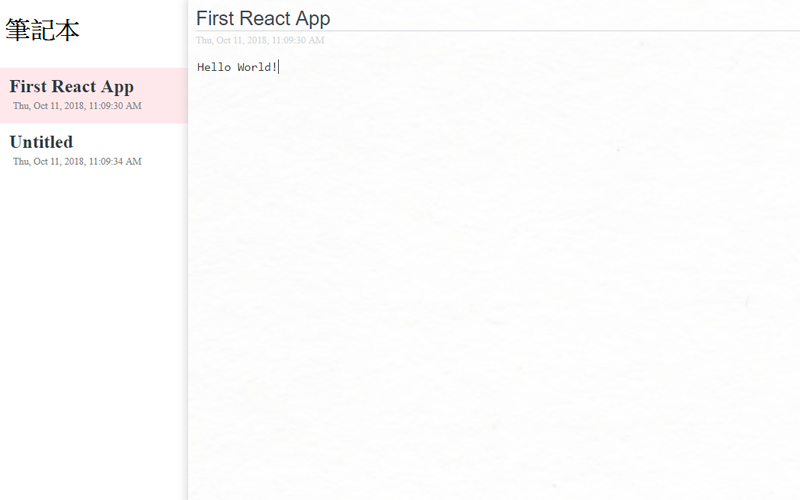 筆記本
First React App
Thu, Oct 11, 2018, 11:09:30 AM
Untitled
Thu, Oct 11, 2018, 11:09:34 AM
First React App
Thu, Oct 11, 2018, 11:09:30 AM
Hello World!